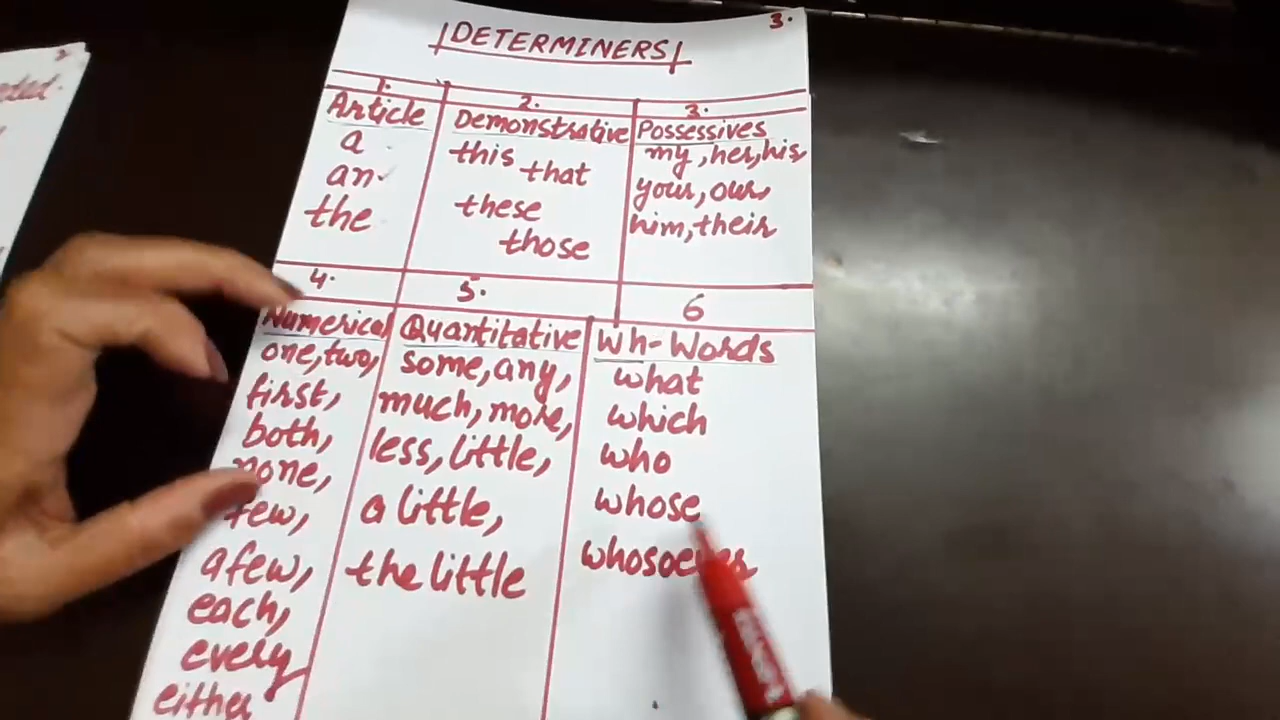 3.
DETERMINERS
1.
Article
a
an
the
2.
Demonstrative
this
that
these
those
3.
Possessives
my, her, his
your, our,
him, their
4.
Numerical
one, two,
first,
both,
none,
few,
a few,
each,
every
either
5.
Quantitative
some, any,
much, more,
less, little,
a little,
the little
6
Wh-Words
what
which
who
whose
whosoever